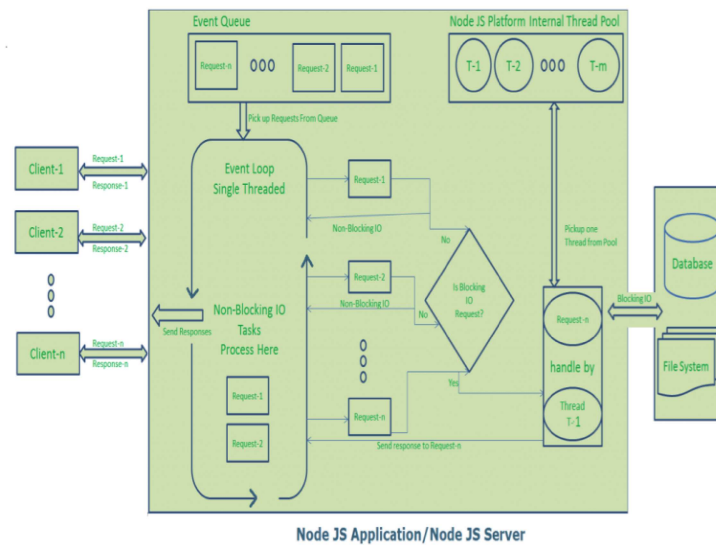 Event Queue
Node JS Platform Internal Thread Pool
Request-n
Request-2
Request-1
T-1
T-2
T-m
Pick up Requests From Queue
Client-1
Request-1
Response-1
Client-2
Request-2
Response-2
Client-n
Request-n
Response-n
Event Loop
Single Threaded
Request-1
Non-Blocking IO
No
Request-2
Non-Blocking IO
No
Is Blocking
IO
Request?
Yes
Pickup one
Thread from Pool
Send Responses
Non-Blocking IO
Tasks
Process Here
Request-1
Request-2
Request-n
Send response to Request-n
Request-n
handle by
Thread
T-1
Blocking IO
Database
File System
Node JS Application/Node JS Server